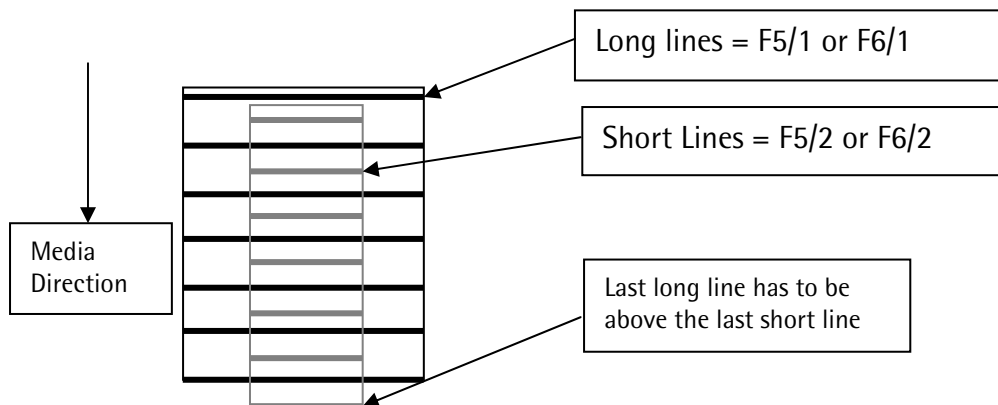 Long lines = F5/1 or F6/1
Short Lines = F5/2 or F6/2
Media
Direction
Last long line has to be
above the last short line